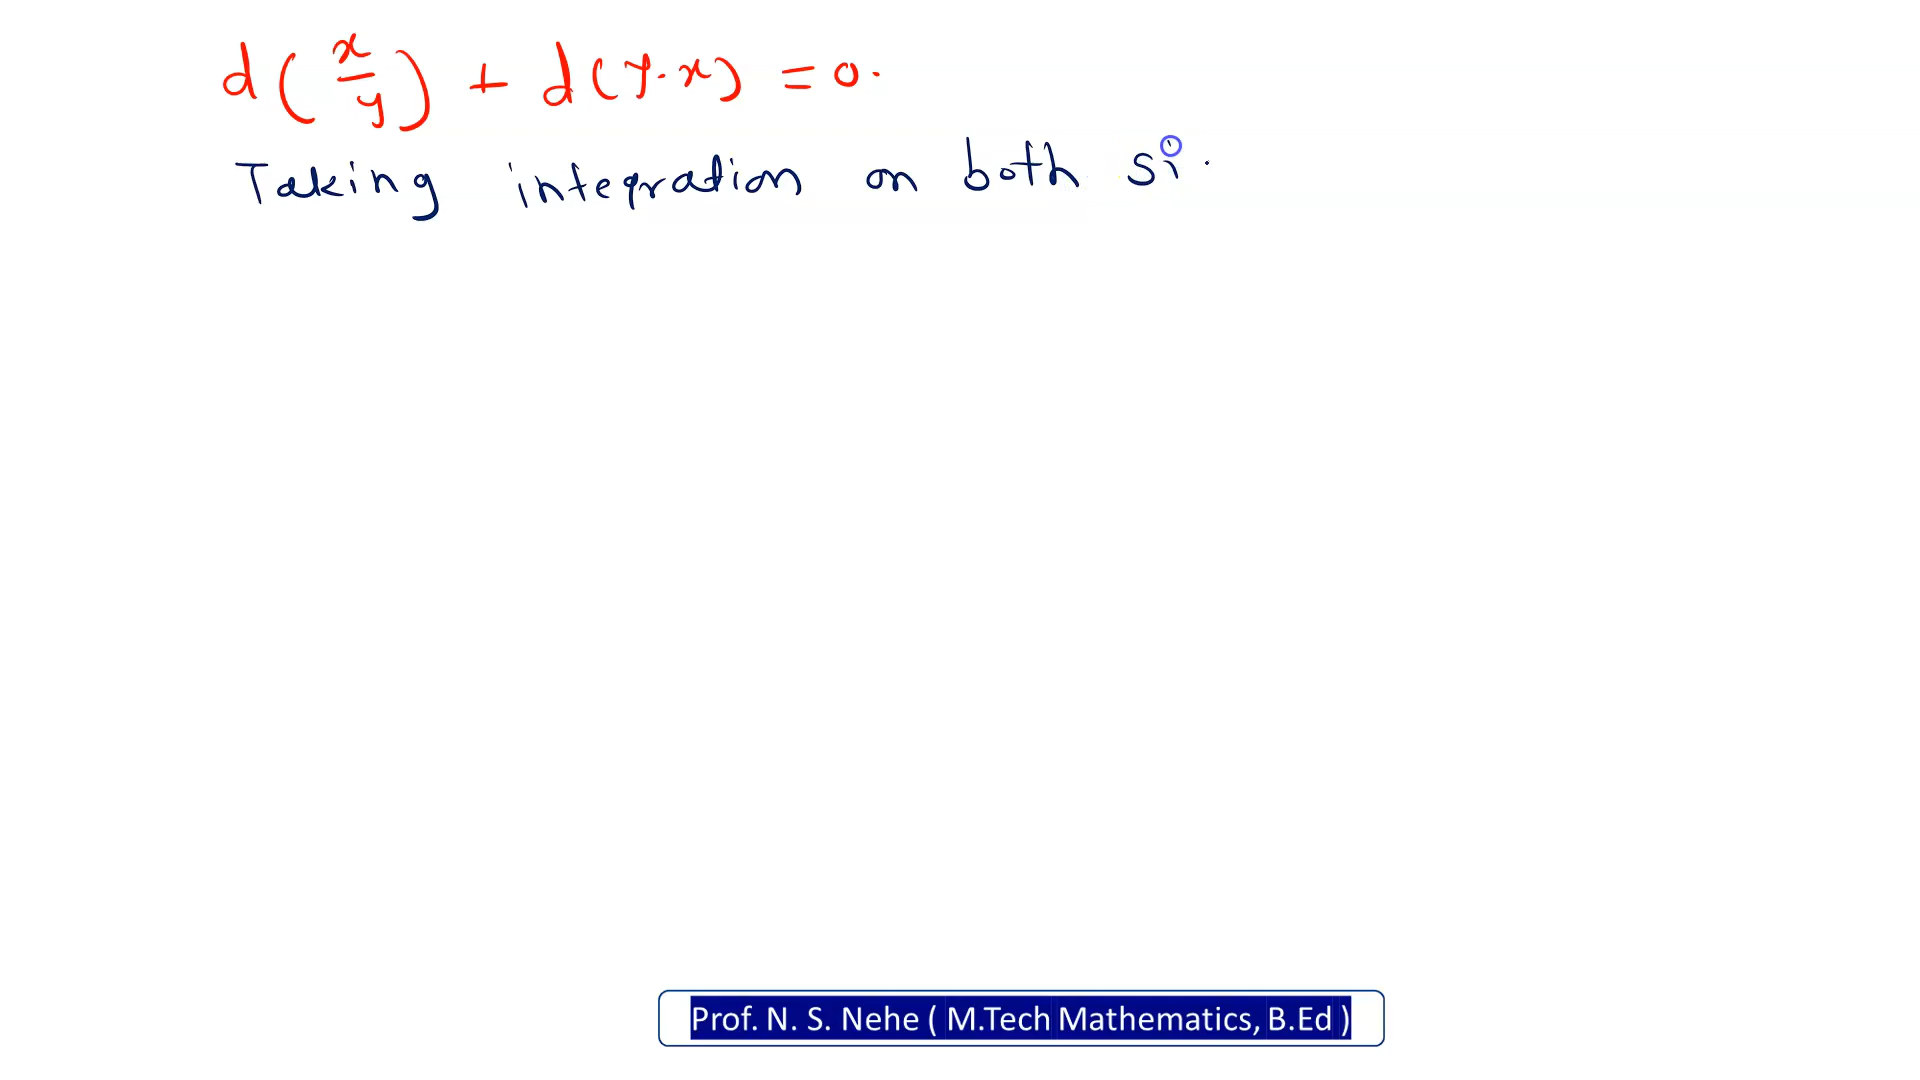 d(x/y) + d(y·x) = 0.
Taking integration on both si
Prof. N. S. Nehe ( M.Tech Mathematics, B.Ed )